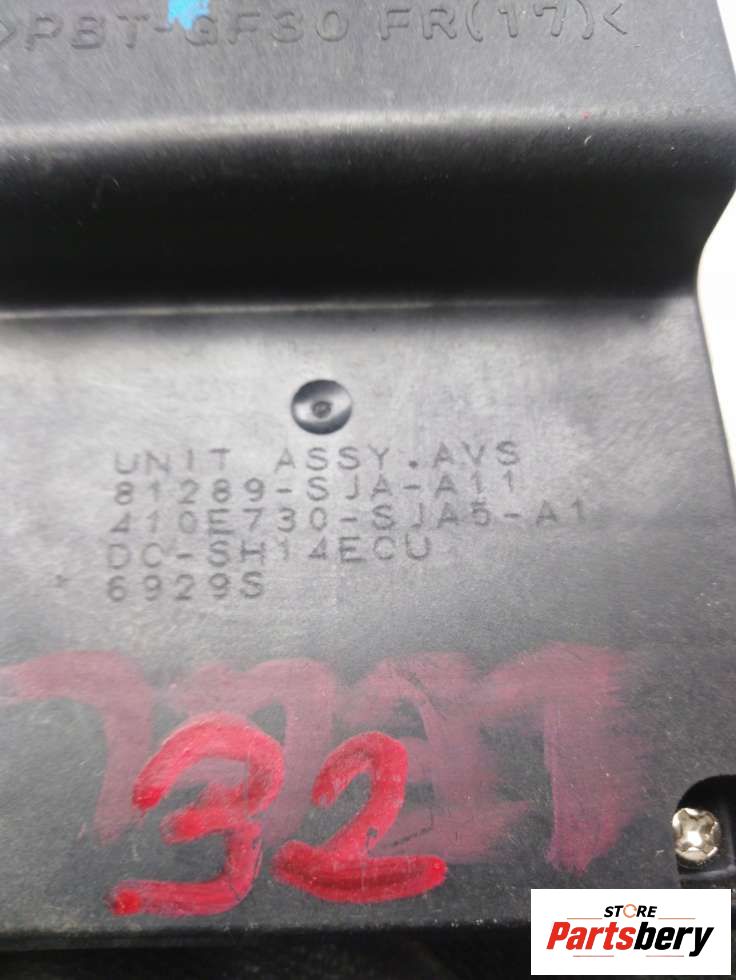 >PBT-GF30 FR(17)<
UNIT ASSY.AVS
81289-SJA-A11
410E730-SJA5-A1
DC-SH14ECU
* 6929S
32
STORE
Partsbery